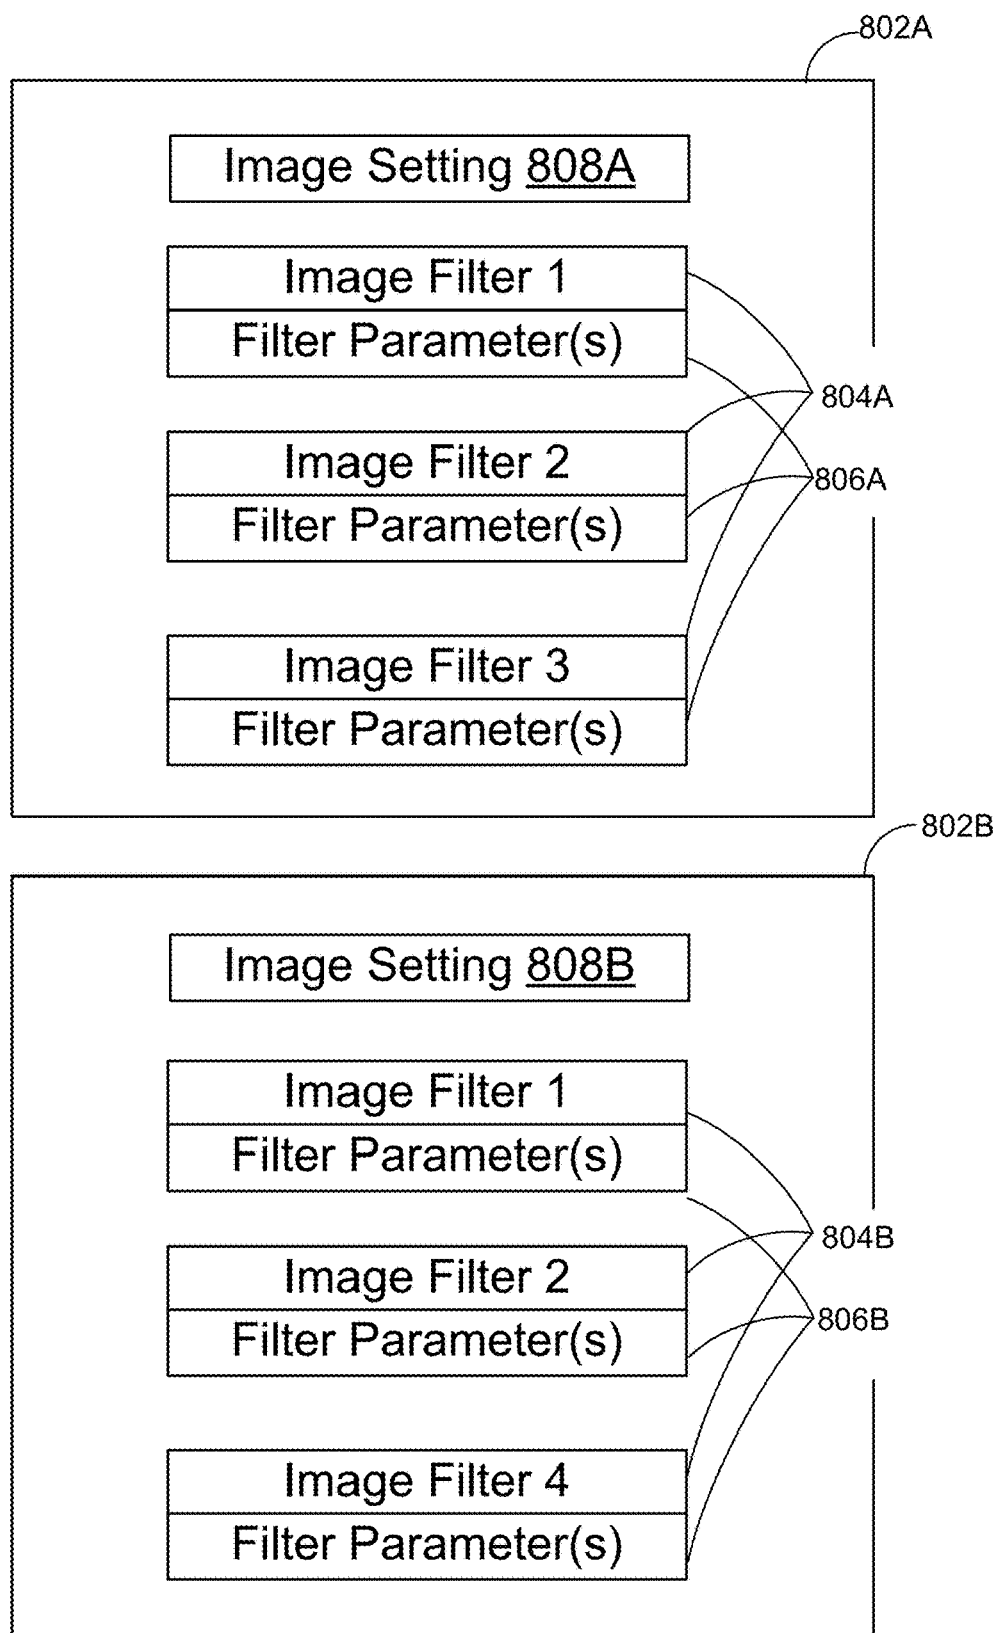 802A
Image Setting 808A
Image Filter 1
Filter Parameter(s)
804A
Image Filter 2
806A
Filter Parameter(s)
Image Filter 3
Filter Parameter(s)
802B
Image Setting 808B
Image Filter 1
Filter Parameter(s)
804B
Image Filter 2
806B
Filter Parameter(s)
Image Filter 4
Filter Parameter(s)